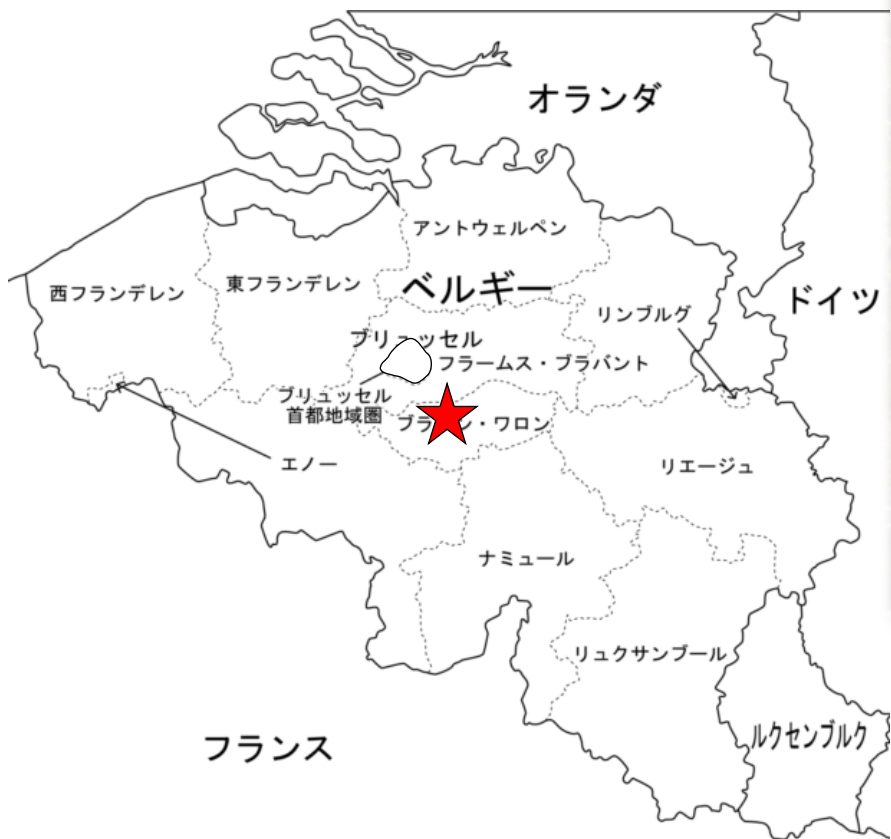 オランダ
アントウェルペン
西フランデレン
東フランデレン
ベルギー
ドイツ
リンブルグ
ブリュッセル
フラームス・ブラバント
ブリュッセル
首都地域圏
ン・ワロン
エノー
リエージュ
ナミュール
リュクサンブール
ルクセンブルク
フランス